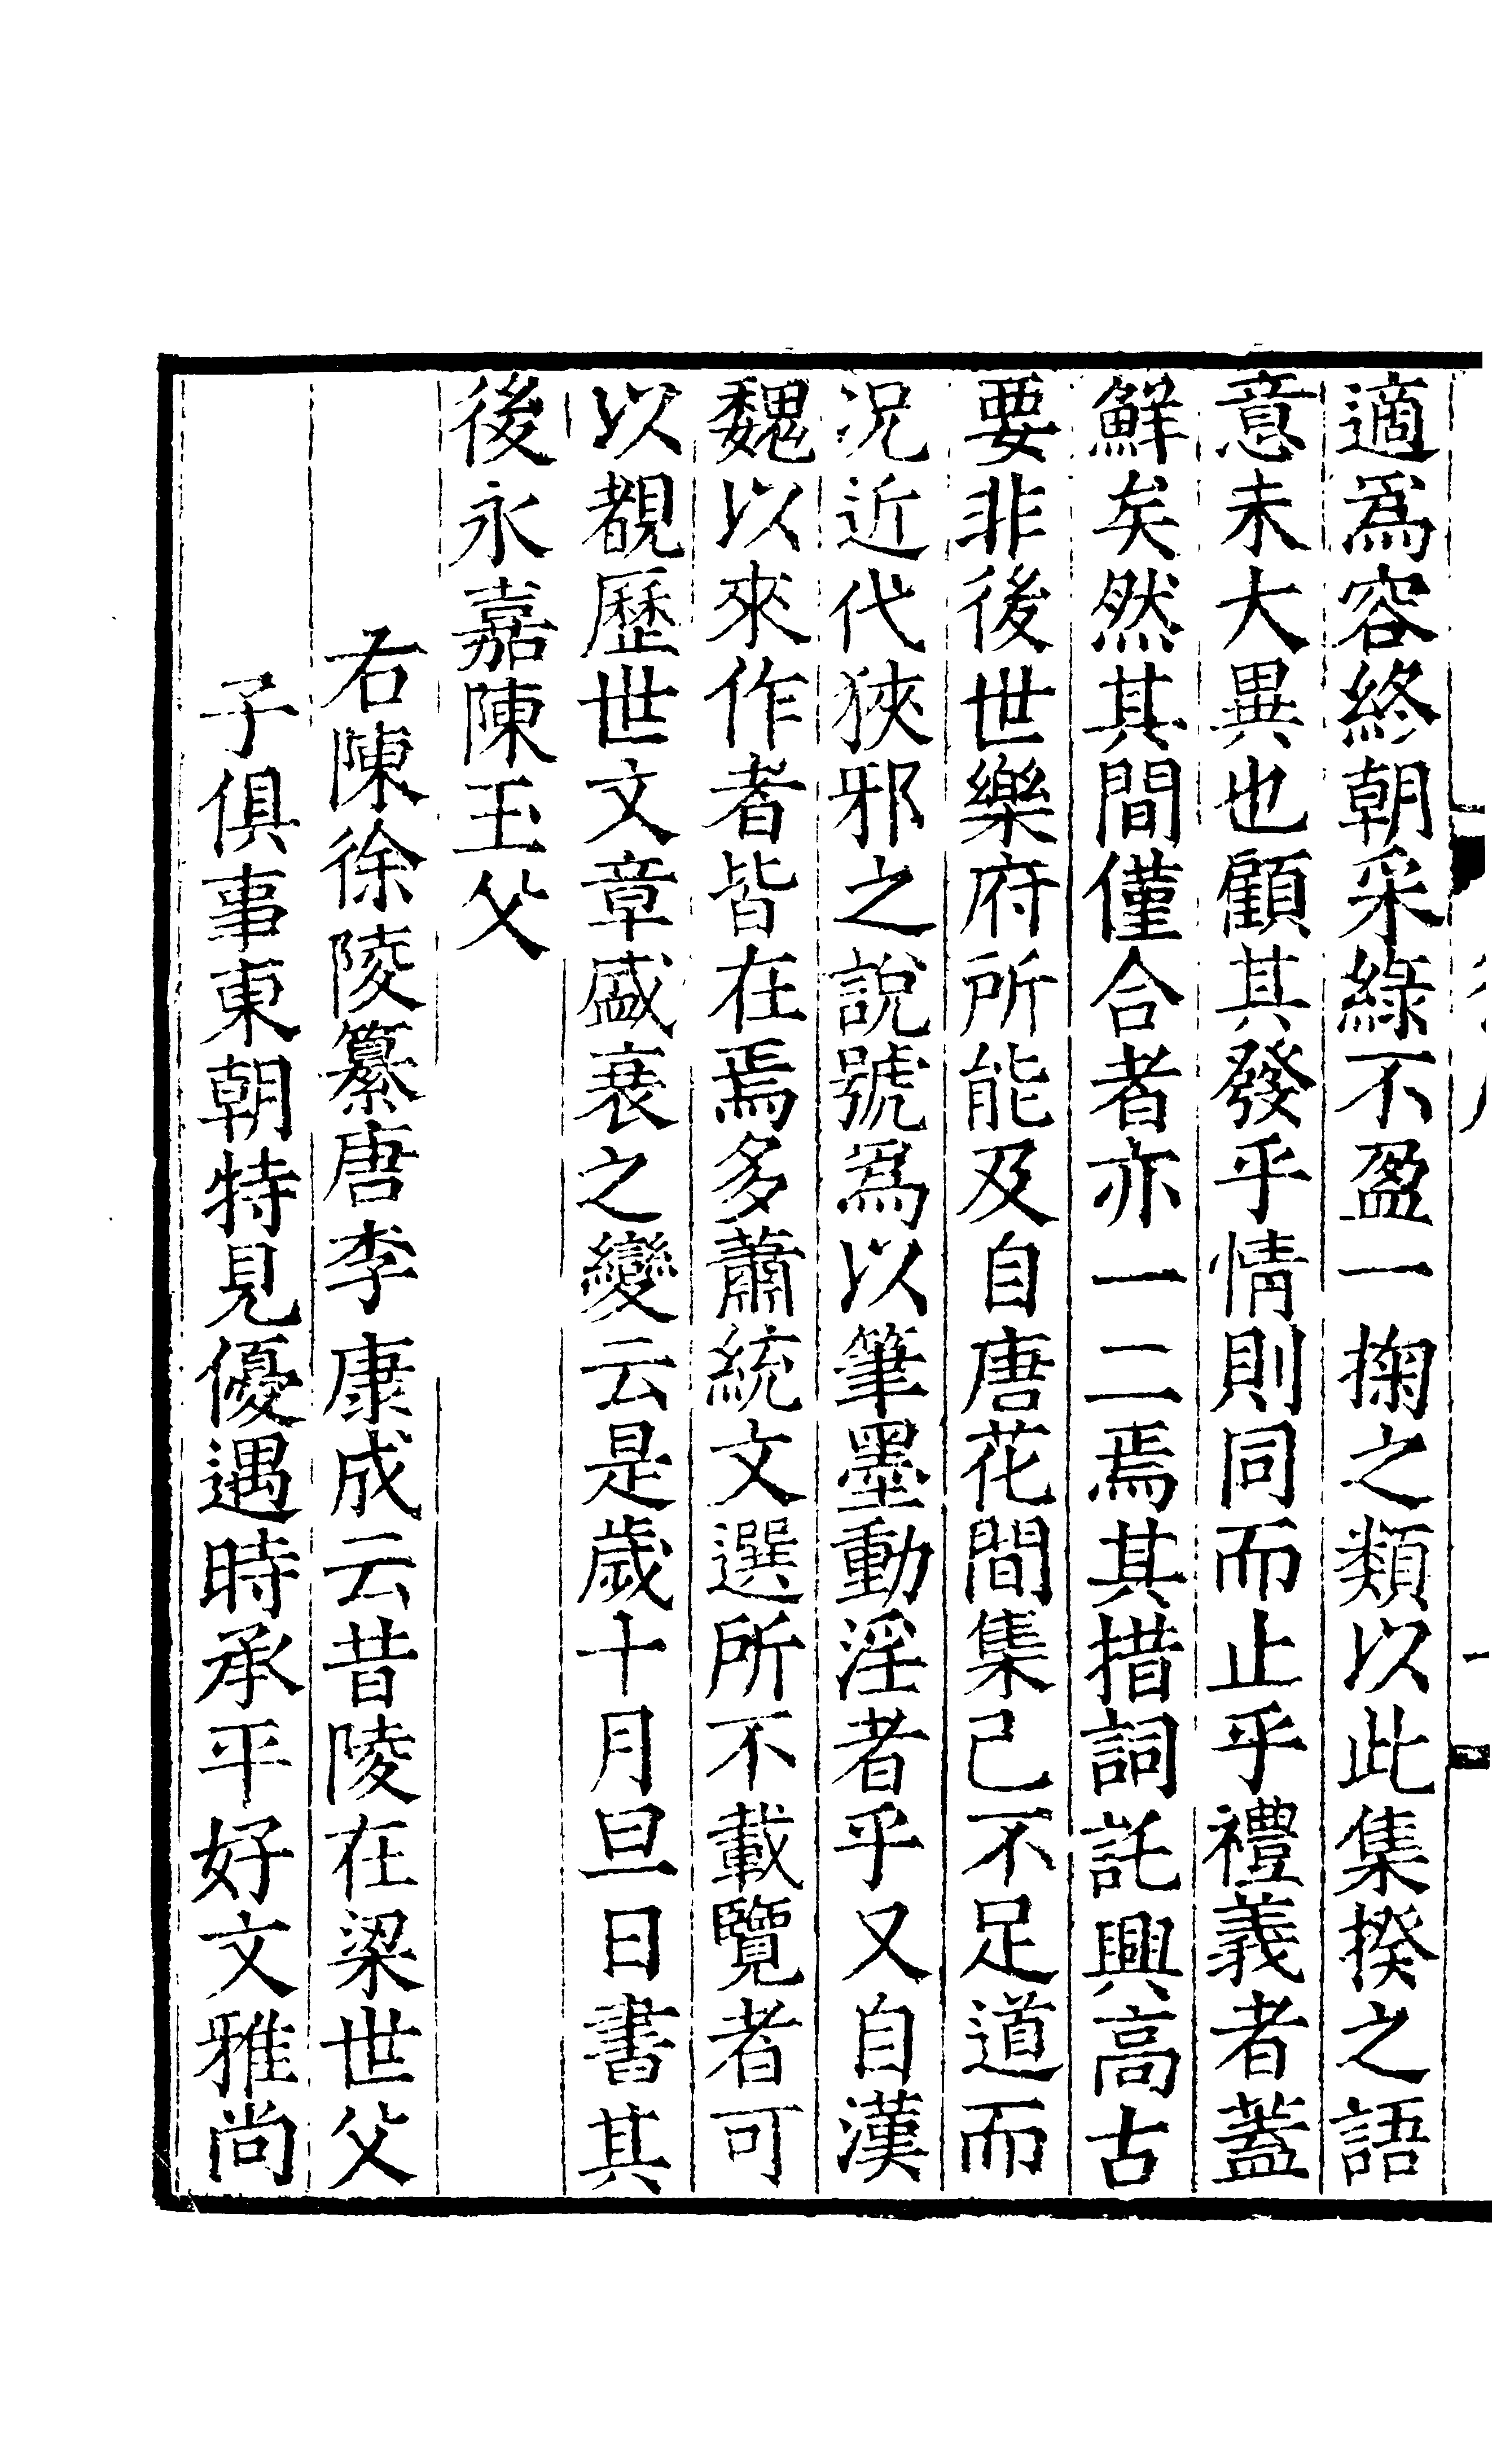 適爲容終朝采綠不盈一掬之類以此集揆之語
意未大異也顧其發乎情則同而止乎禮義者蓋
鮮矣然其間僅合者亦一二焉其措詞託興高古
要非後世樂府所能及自唐花間集已不足道而
況近代狹邪之說號爲以筆墨動淫者乎又自漢
魏以來作者皆在焉多蕭統文選所不載覽者可
以覩歷世文章盛衰之變云是歲十月旦日書其
後永嘉陳玉父
右陳徐陵纂唐李康成云昔陵在梁世父
子俱事東朝特見優遇時承平好文雅尚